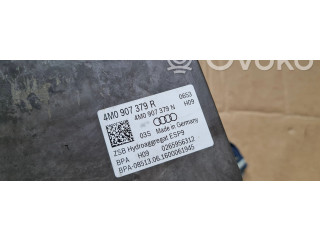 OVOKO
4M0 907 379 R
0653
4M0 907 379 N
H09
03S Made in Germany
ZSB Hydroaggregat ESP9
BPA H09 0265956312
BPA-08513.06.1600061945